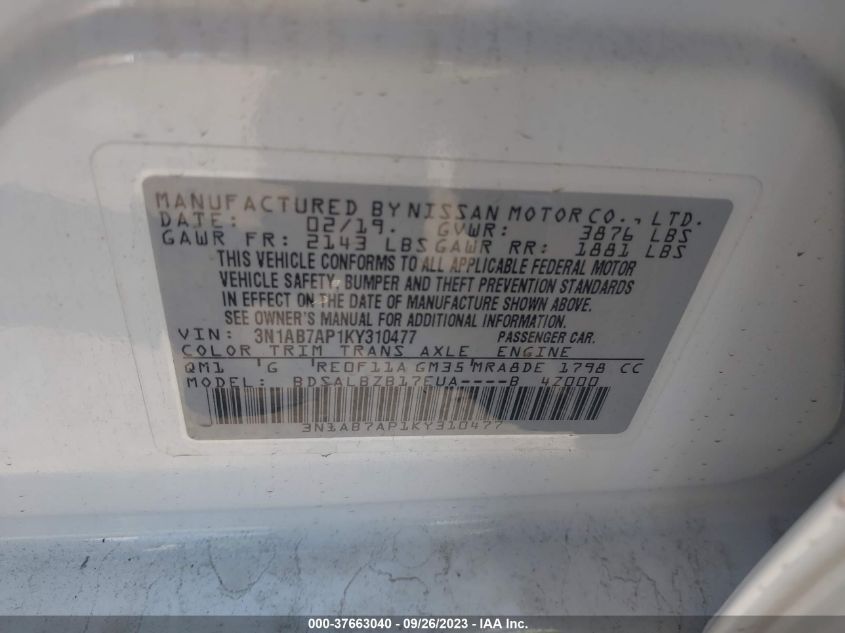 MANUFACTURED BY NISSAN MOTOR CO., LTD.
DATE: 02/19. GVWR: 3876 LBS
GAWR FR: 2143 LBS GAWR RR: 1881 LBS
THIS VEHICLE CONFORMS TO ALL APPLICABLE FEDERAL MOTOR
VEHICLE SAFETY, BUMPER AND THEFT PREVENTION STANDARDS
IN EFFECT ON THE DATE OF MANUFACTURE SHOWN ABOVE.
SEE OWNER'S MANUAL FOR ADDITIONAL INFORMATION.
VIN: 3N1AB7AP1KY310477 PASSENGER CAR.
COLOR TRIM TRANS AXLE ENGINE
QM1 G RE0F11A GM35 MRA8DE 1798 CC
MODEL: BDSALBZB17EUA----B 4Z000
3N1AB7AP1KY310477
000-37663040 - 09/26/2023 - IAA, Inc.